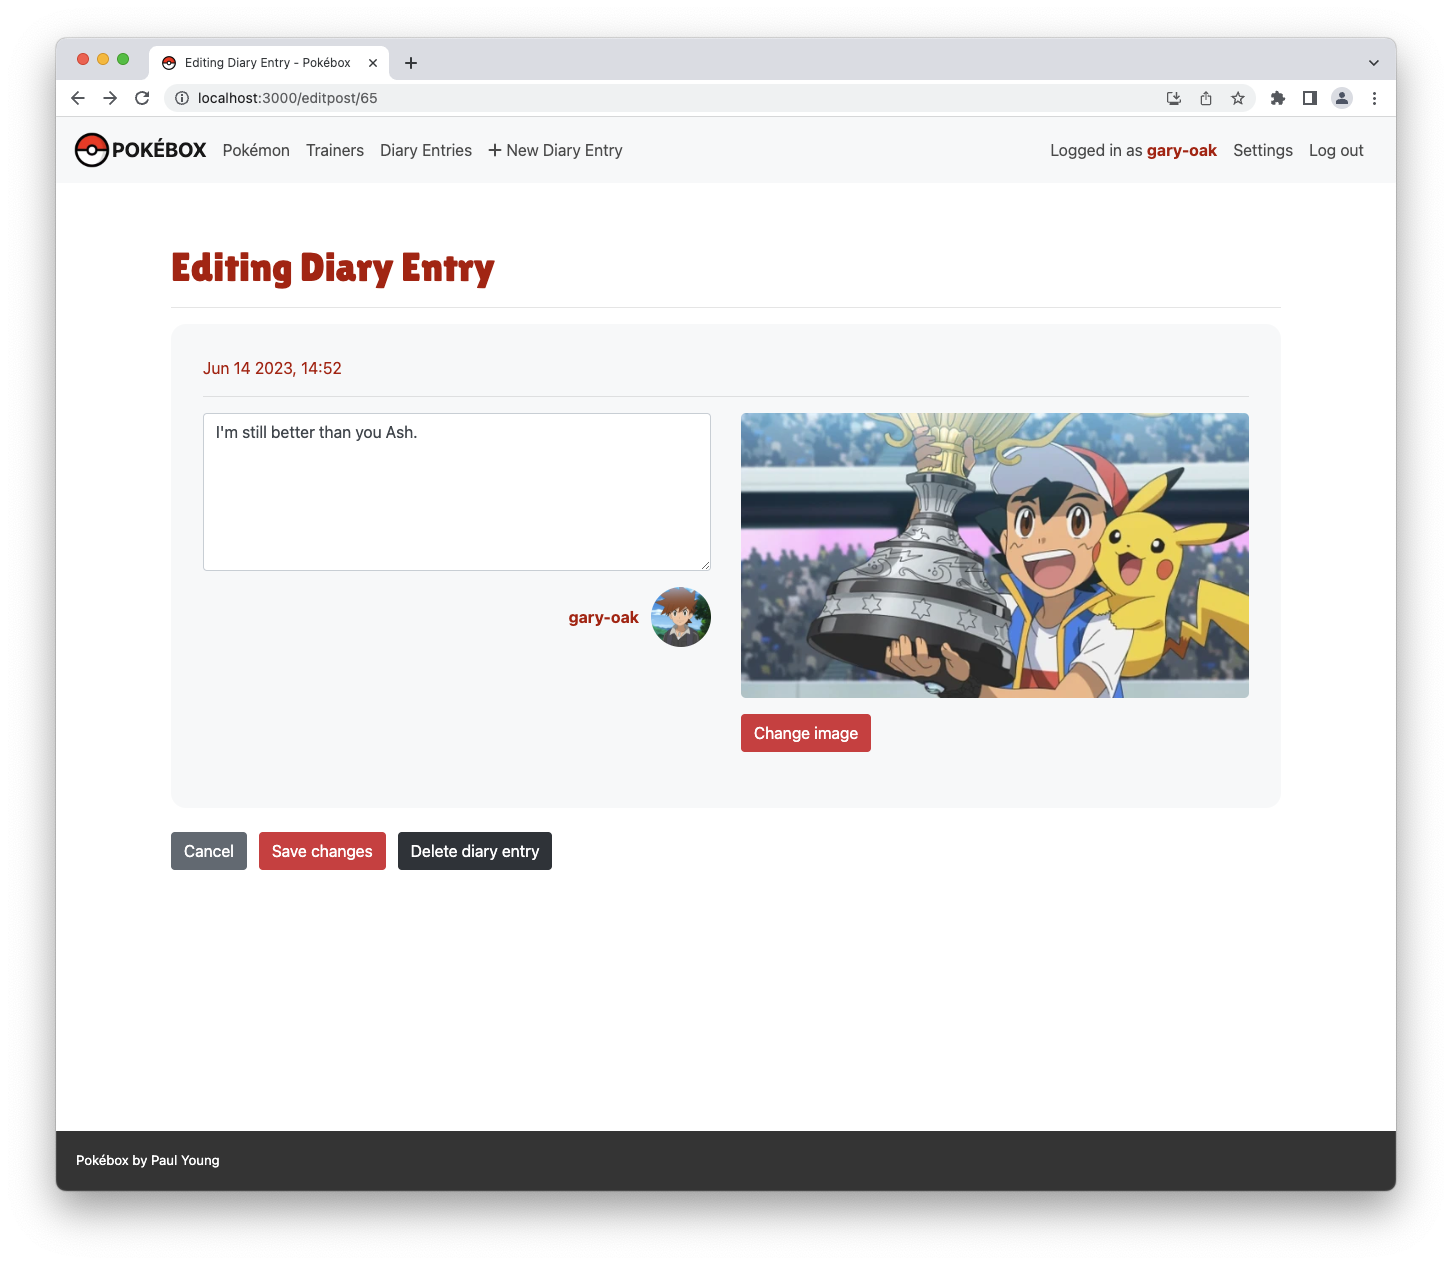 Editing Diary Entry - Pokébox
localhost:3000/editpost/65
POKÉBOX Pokémon Trainers Diary Entries + New Diary Entry Logged in as gary-oak Settings Log out
Editing Diary Entry
Jun 14 2023, 14:52
I'm still better than you Ash.
gary-oak
Change image
Cancel Save changes Delete diary entry
Pokébox by Paul Young